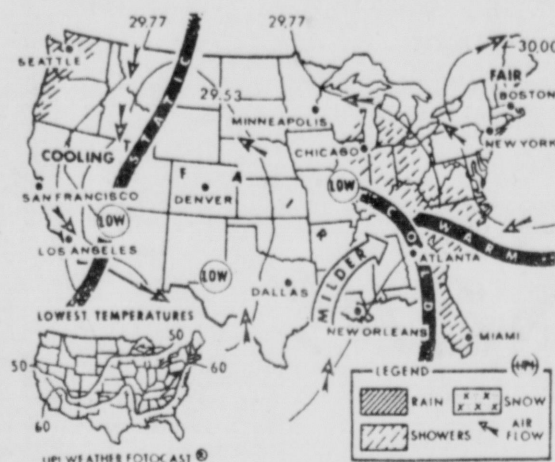 29.77
29.77
30.00
SEATTLE
FAIR
BOSTON
29.53
MINNEAPOLIS
NEW YORK
STATIC
COOLING
CHICAGO
FAIR
LOW
SAN FRANCISCO
DENVER
LOW
COLD
WARM
LOS ANGELES
LOW
ATLANTA
DALLAS
MILDER
LOWEST TEMPERATURES
NEW ORLEANS
MIAMI
50
50
60
60
LEGEND
RAIN
SNOW
SHOWERS
AIR FLOW
UPI WEATHER FOTOCAST ®